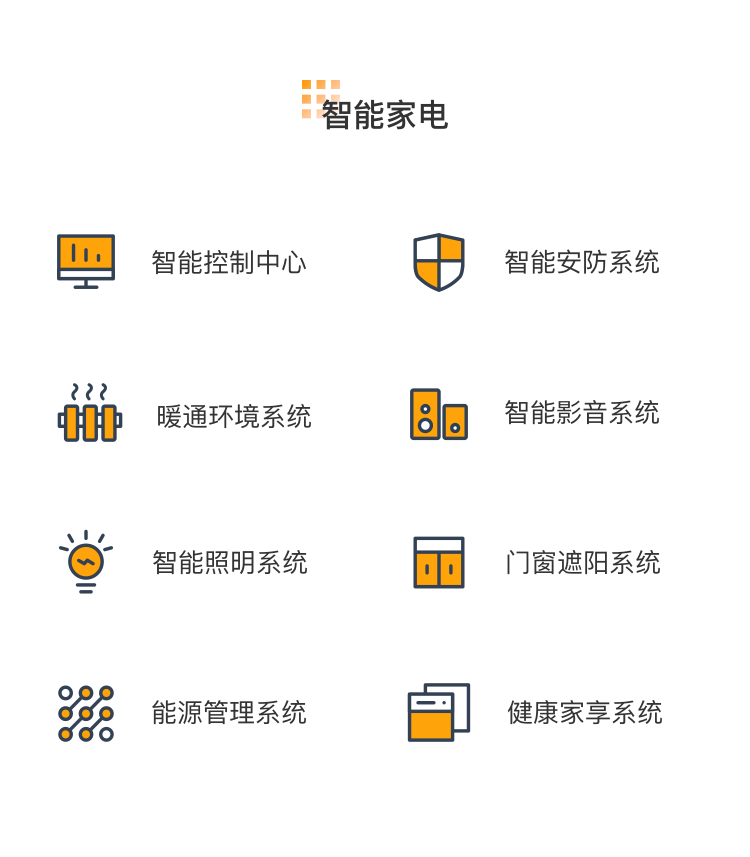 智能家电
智能控制中心
智能安防系统
暖通环境系统
智能影音系统
智能照明系统
门窗遮阳系统
能源管理系统
健康家享系统